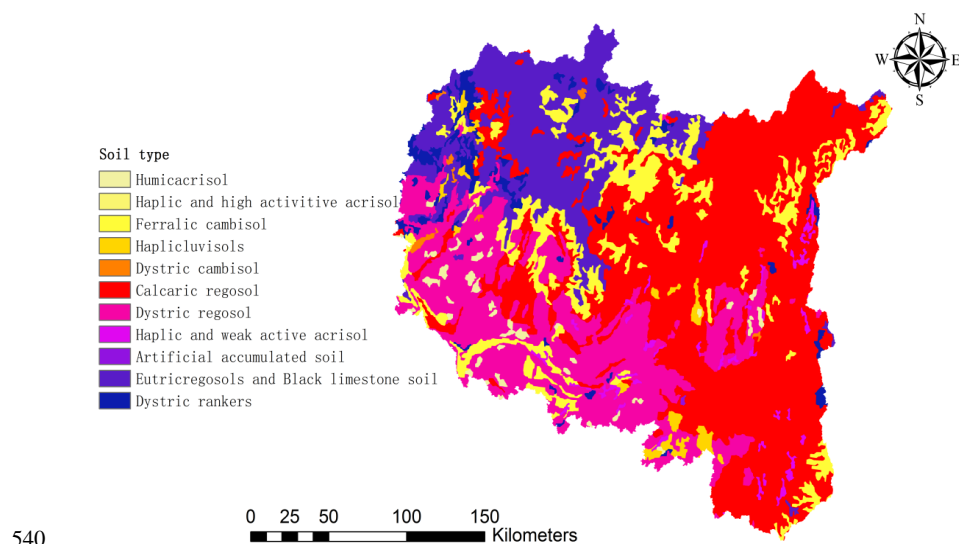 N
W E
S
Soil type
Humicacrisol
Haplic and high activitive acrisol
Ferralic cambisol
Haplicluvisols
Dystric cambisol
Calcaric regosol
Dystric regosol
Haplic and weak active acrisol
Artificial accumulated soil
Eutricregosols and Black limestone soil
Dystric rankers
0 25 50 100 150
Kilometers
540